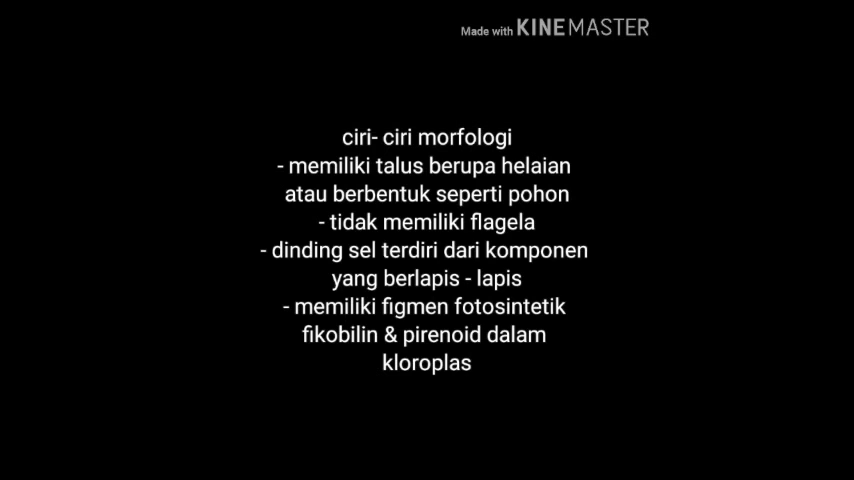 Made with KINEMASTER
ciri- ciri morfologi
- memiliki talus berupa helaian
atau berbentuk seperti pohon
- tidak memiliki flagela
- dinding sel terdiri dari komponen
yang berlapis - lapis
- memiliki figmen fotosintetik
fikobilin & pirenoid dalam
kloroplas